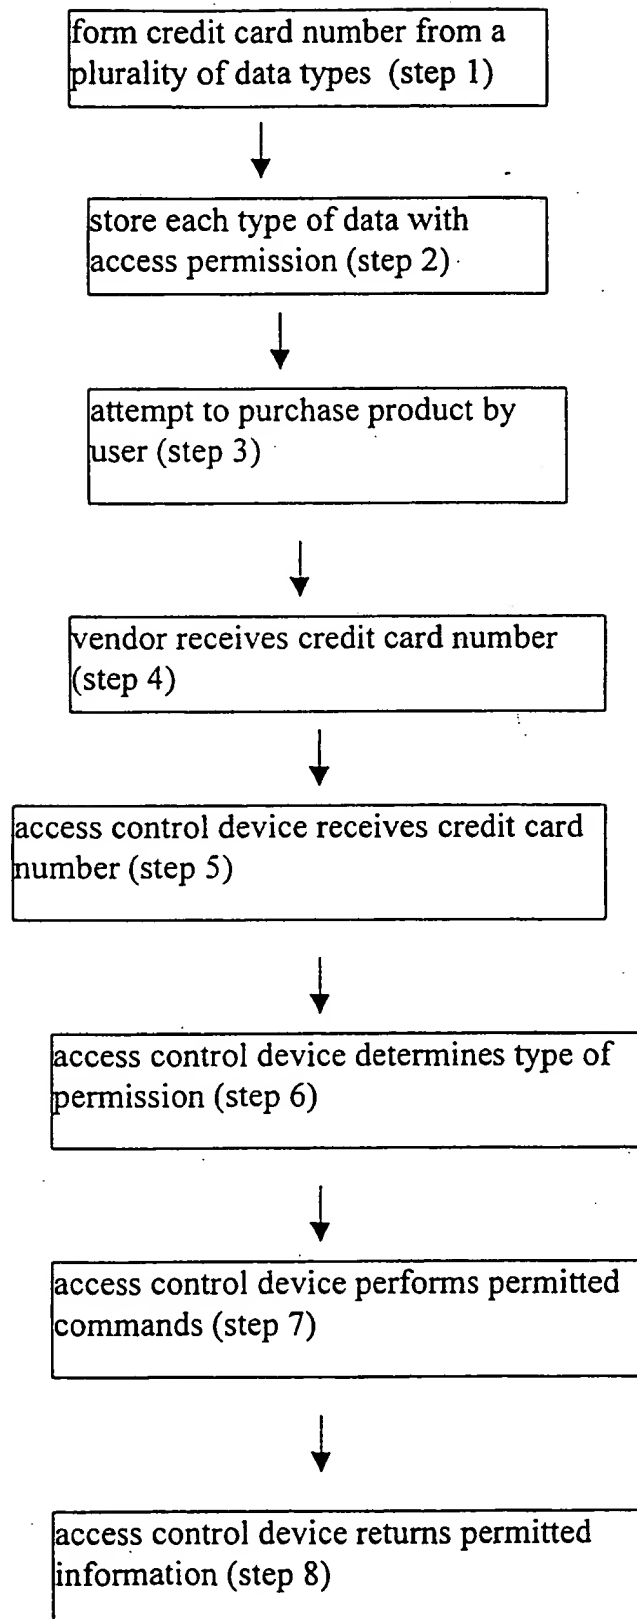 form credit card number from a
plurality of data types (step 1)
store each type of data with
access permission (step 2)
attempt to purchase product by
user (step 3)
vendor receives credit card number
(step 4)
access control device receives credit card
number (step 5)
access control device determines type of
permission (step 6)
access control device performs permitted
commands (step 7)
access control device returns permitted
information (step 8)